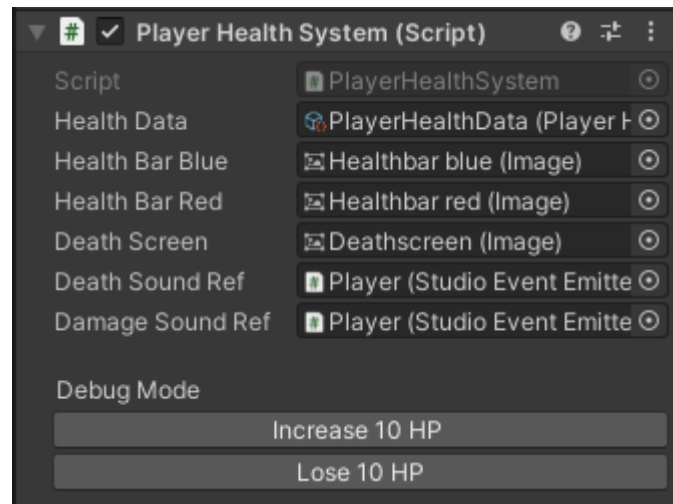 Player Health System (Script)
Script PlayerHealthSystem
Health Data PlayerHealthData (Player H
Health Bar Blue Healthbar blue (Image)
Health Bar Red Healthbar red (Image)
Death Screen Deathscreen (Image)
Death Sound Ref Player (Studio Event Emitte
Damage Sound Ref Player (Studio Event Emitte
Debug Mode
Increase 10 HP
Lose 10 HP